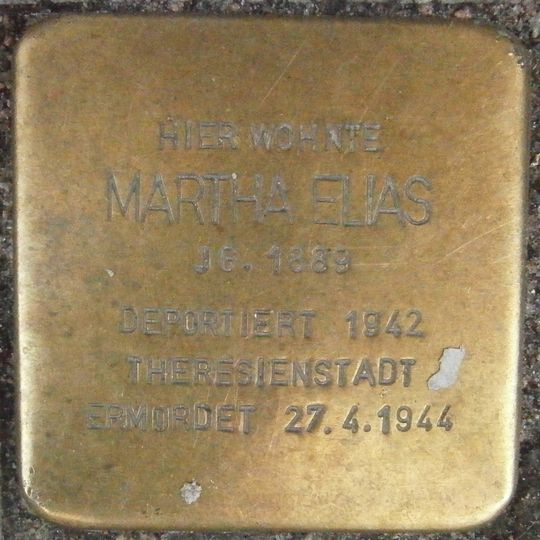 HIER WOHNTE
MARTHA ELIAS
JG. 1889
DEPORTIERT 1942
THERESIENSTADT
ERMORDET 27.4.1944